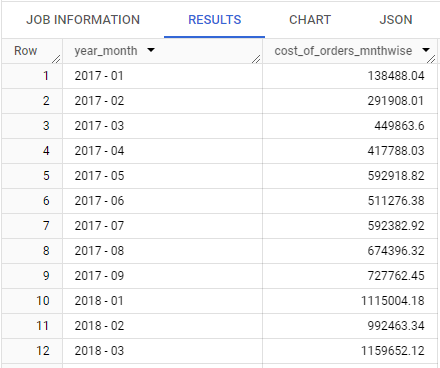 JOB INFORMATION RESULTS CHART JSON
Row year_month cost_of_orders_mnthwise
1 2017 - 01 138488.04
2 2017 - 02 291908.01
3 2017 - 03 449863.6
4 2017 - 04 417788.03
5 2017 - 05 592918.82
6 2017 - 06 511276.38
7 2017 - 07 592382.92
8 2017 - 08 674396.32
9 2017 - 09 727762.45
10 2018 - 01 1115004.18
11 2018 - 02 992463.34
12 2018 - 03 1159652.12